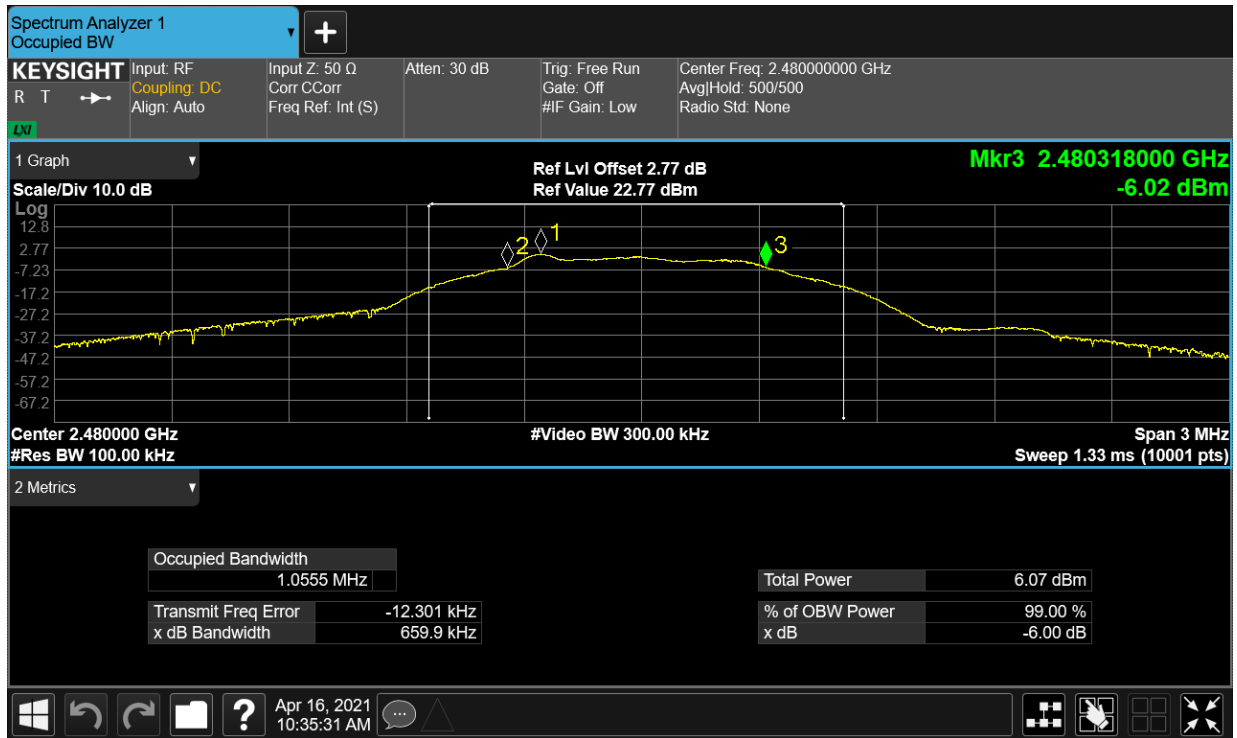 Spectrum Analyzer 1
Occupied BW
▼
+
KEYSIGHT
R T
LXI
Input: RF
Coupling: DC
Align: Auto
Input Z: 50 Ω
Corr CCorr
Freq Ref: Int (S)
Atten: 30 dB
Trig: Free Run
Gate: Off
#IF Gain: Low
Center Freq: 2.480000000 GHz
Avg|Hold: 500/500
Radio Std: None
1 Graph ▼
Scale/Div 10.0 dB
Ref Lvl Offset 2.77 dB
Ref Value 22.77 dBm
Mkr3 2.480318000 GHz
-6.02 dBm
Log
12.8
2.77
-7.23
-17.2
-27.2
-37.2
-47.2
-57.2
-67.2
2
1
3
Center 2.480000 GHz
#Res BW 100.00 kHz
#Video BW 300.00 kHz
Span 3 MHz
Sweep 1.33 ms (10001 pts)
2 Metrics ▼
Occupied Bandwidth
1.0555 MHz
Transmit Freq Error -12.301 kHz
x dB Bandwidth 659.9 kHz
Total Power 6.07 dBm
% of OBW Power 99.00 %
x dB -6.00 dB
?
Apr 16, 2021
10:35:31 AM